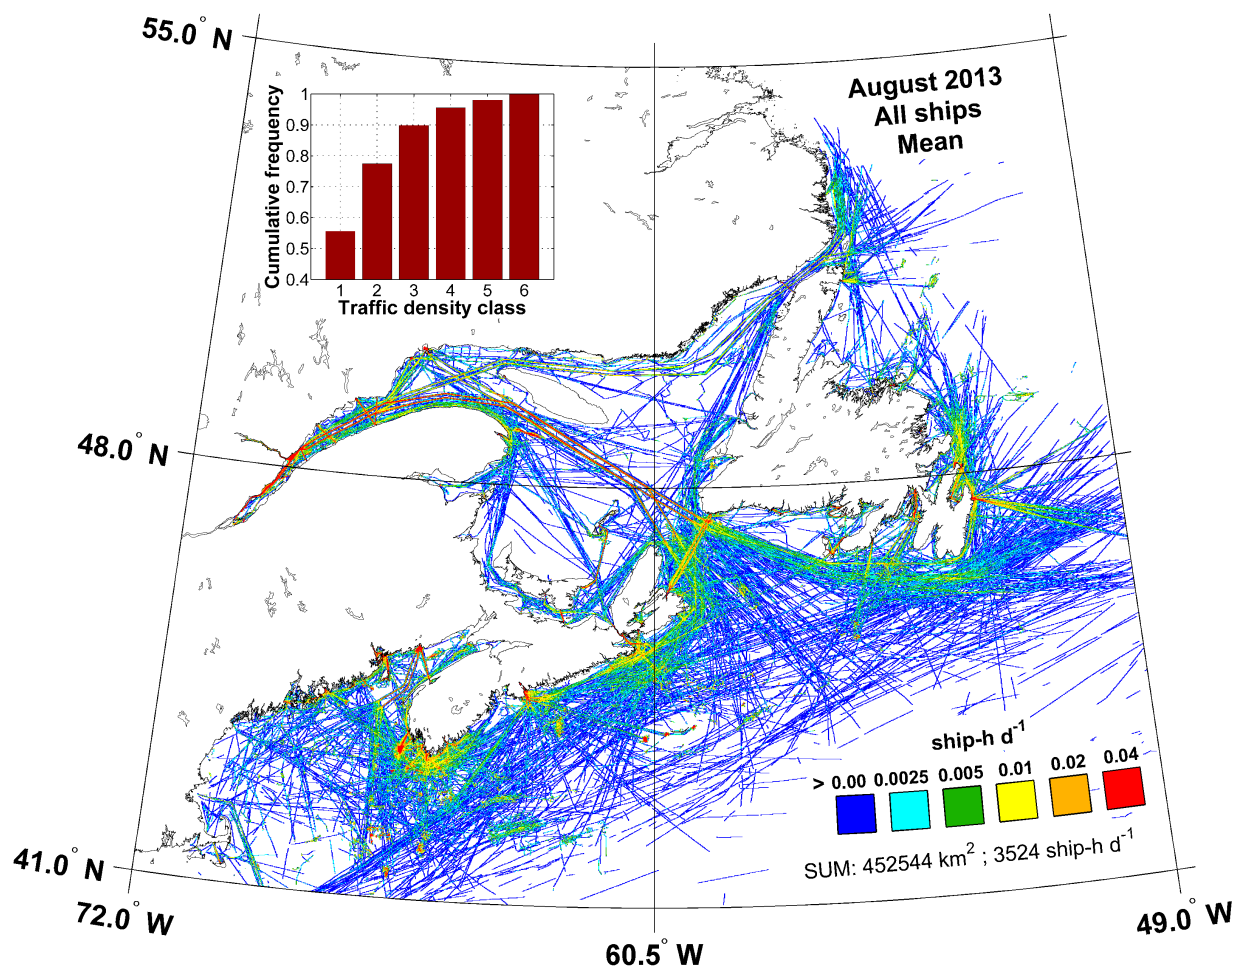 55.0° N
August 2013
All ships
Mean
Cumulative frequency
1
0.9
0.8
0.7
0.6
0.5
0.4
1 2 3 4 5 6
Traffic density class
48.0° N
ship-h d⁻¹
> 0.00 0.0025 0.005 0.01 0.02 0.04
SUM: 452544 km² ; 3524 ship-h d⁻¹
41.0° N
72.0° W
60.5° W
49.0° W